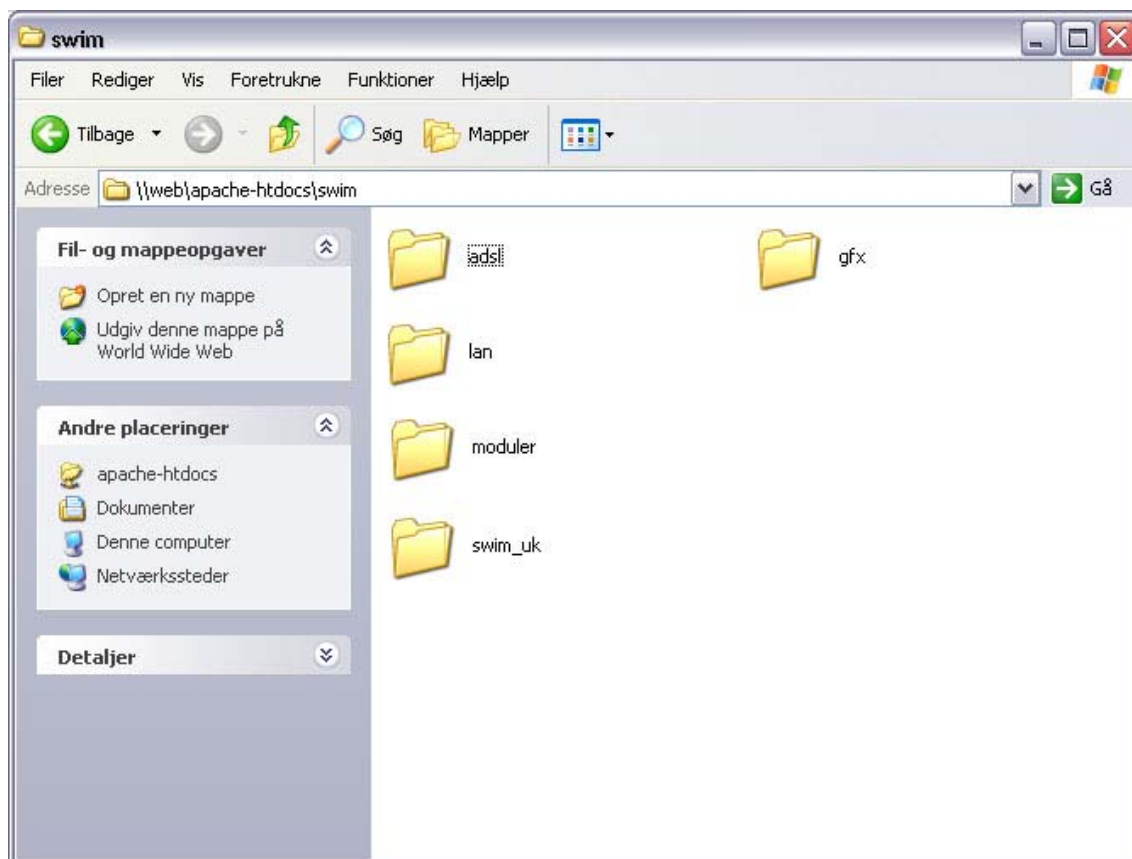 swim
Filer Rediger Vis Foretrukne Funktioner Hjælp
Tilbage Søg Mapper
Adresse \\web\apache-htdocs\swim Gå
Fil- og mappeopgaver
Opret en ny mappe
Udgiv denne mappe på
World Wide Web
Andre placeringer
apache-htdocs
Dokumenter
Denne computer
Netværkssteder
Detaljer
adsl
gfx
lan
moduler
swim_uk